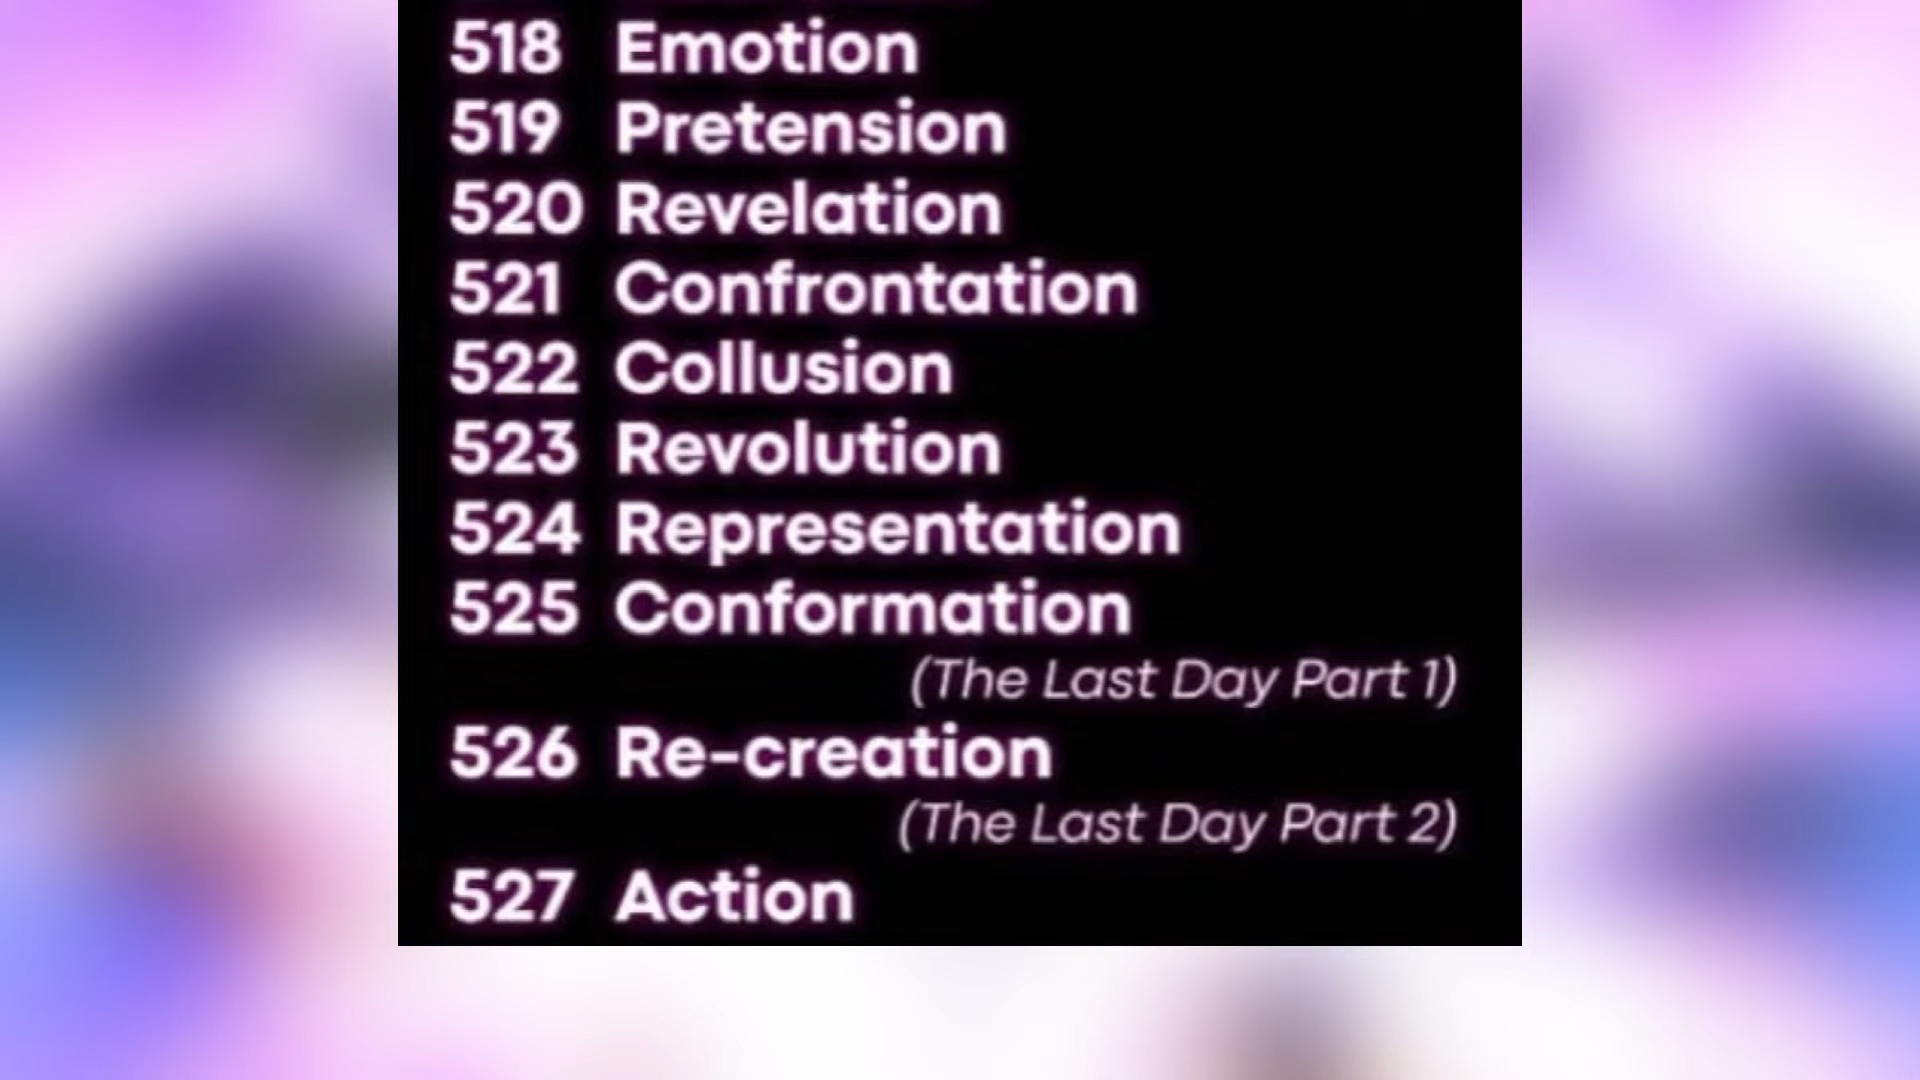 518 Emotion
519 Pretension
520 Revelation
521 Confrontation
522 Collusion
523 Revolution
524 Representation
525 Conformation
(The Last Day Part 1)
526 Re-creation
(The Last Day Part 2)
527 Action